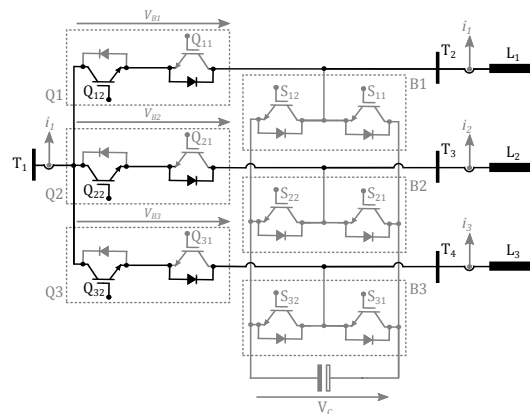 V_B1
i_1
Q_11
T_2
L_1
Q1
Q_12
B1
S_12
S_11
i_1
V_B2
i_2
T_1
Q_21
T_3
L_2
Q2
Q_22
B2
S_22
S_21
V_B3
i_3
Q_31
T_4
L_3
Q3
Q_32
B3
S_32
S_31
V_c